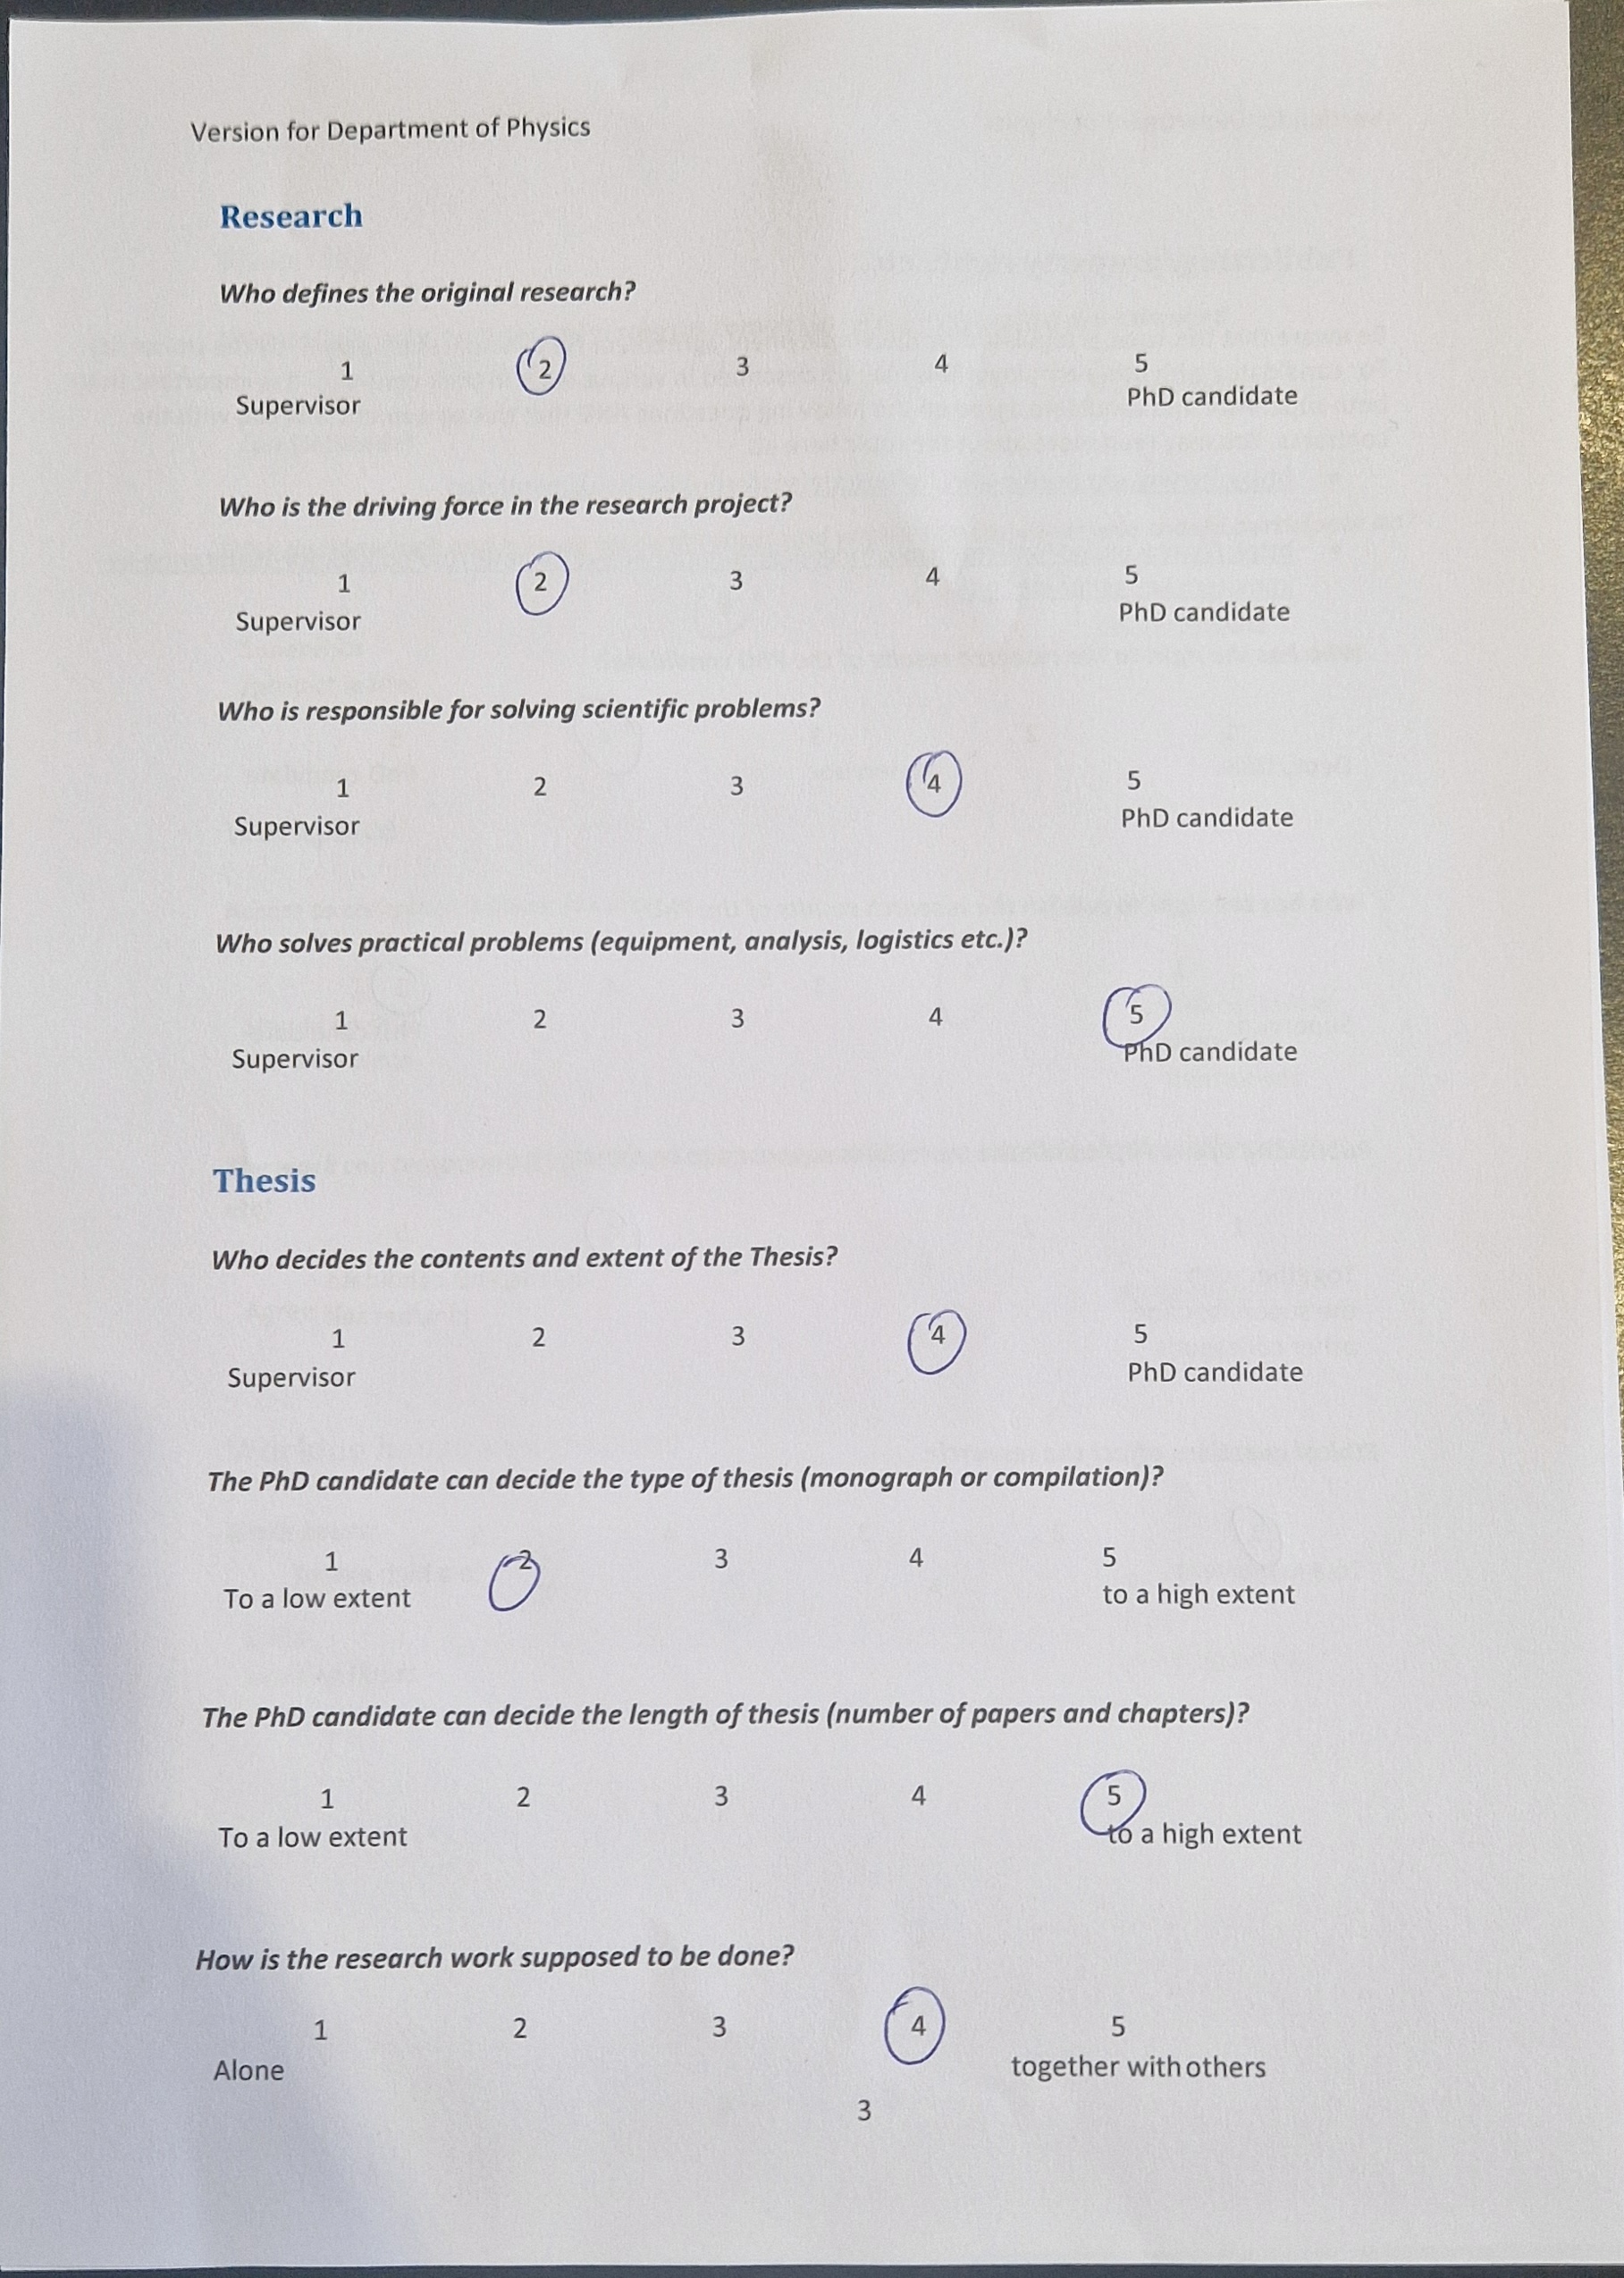 Version for Department of Physics
Research
Who defines the original research?
1 2 3 4 5
Supervisor PhD candidate
Who is the driving force in the research project?
1 2 3 4 5
Supervisor PhD candidate
Who is responsible for solving scientific problems?
1 2 3 4 5
Supervisor PhD candidate
Who solves practical problems (equipment, analysis, logistics etc.)?
1 2 3 4 5
Supervisor PhD candidate
Thesis
Who decides the contents and extent of the Thesis?
1 2 3 4 5
Supervisor PhD candidate
The PhD candidate can decide the type of thesis (monograph or compilation)?
1 2 3 4 5
To a low extent to a high extent
The PhD candidate can decide the length of thesis (number of papers and chapters)?
1 2 3 4 5
To a low extent to a high extent
How is the research work supposed to be done?
1 2 3 4 5
Alone together with others
3